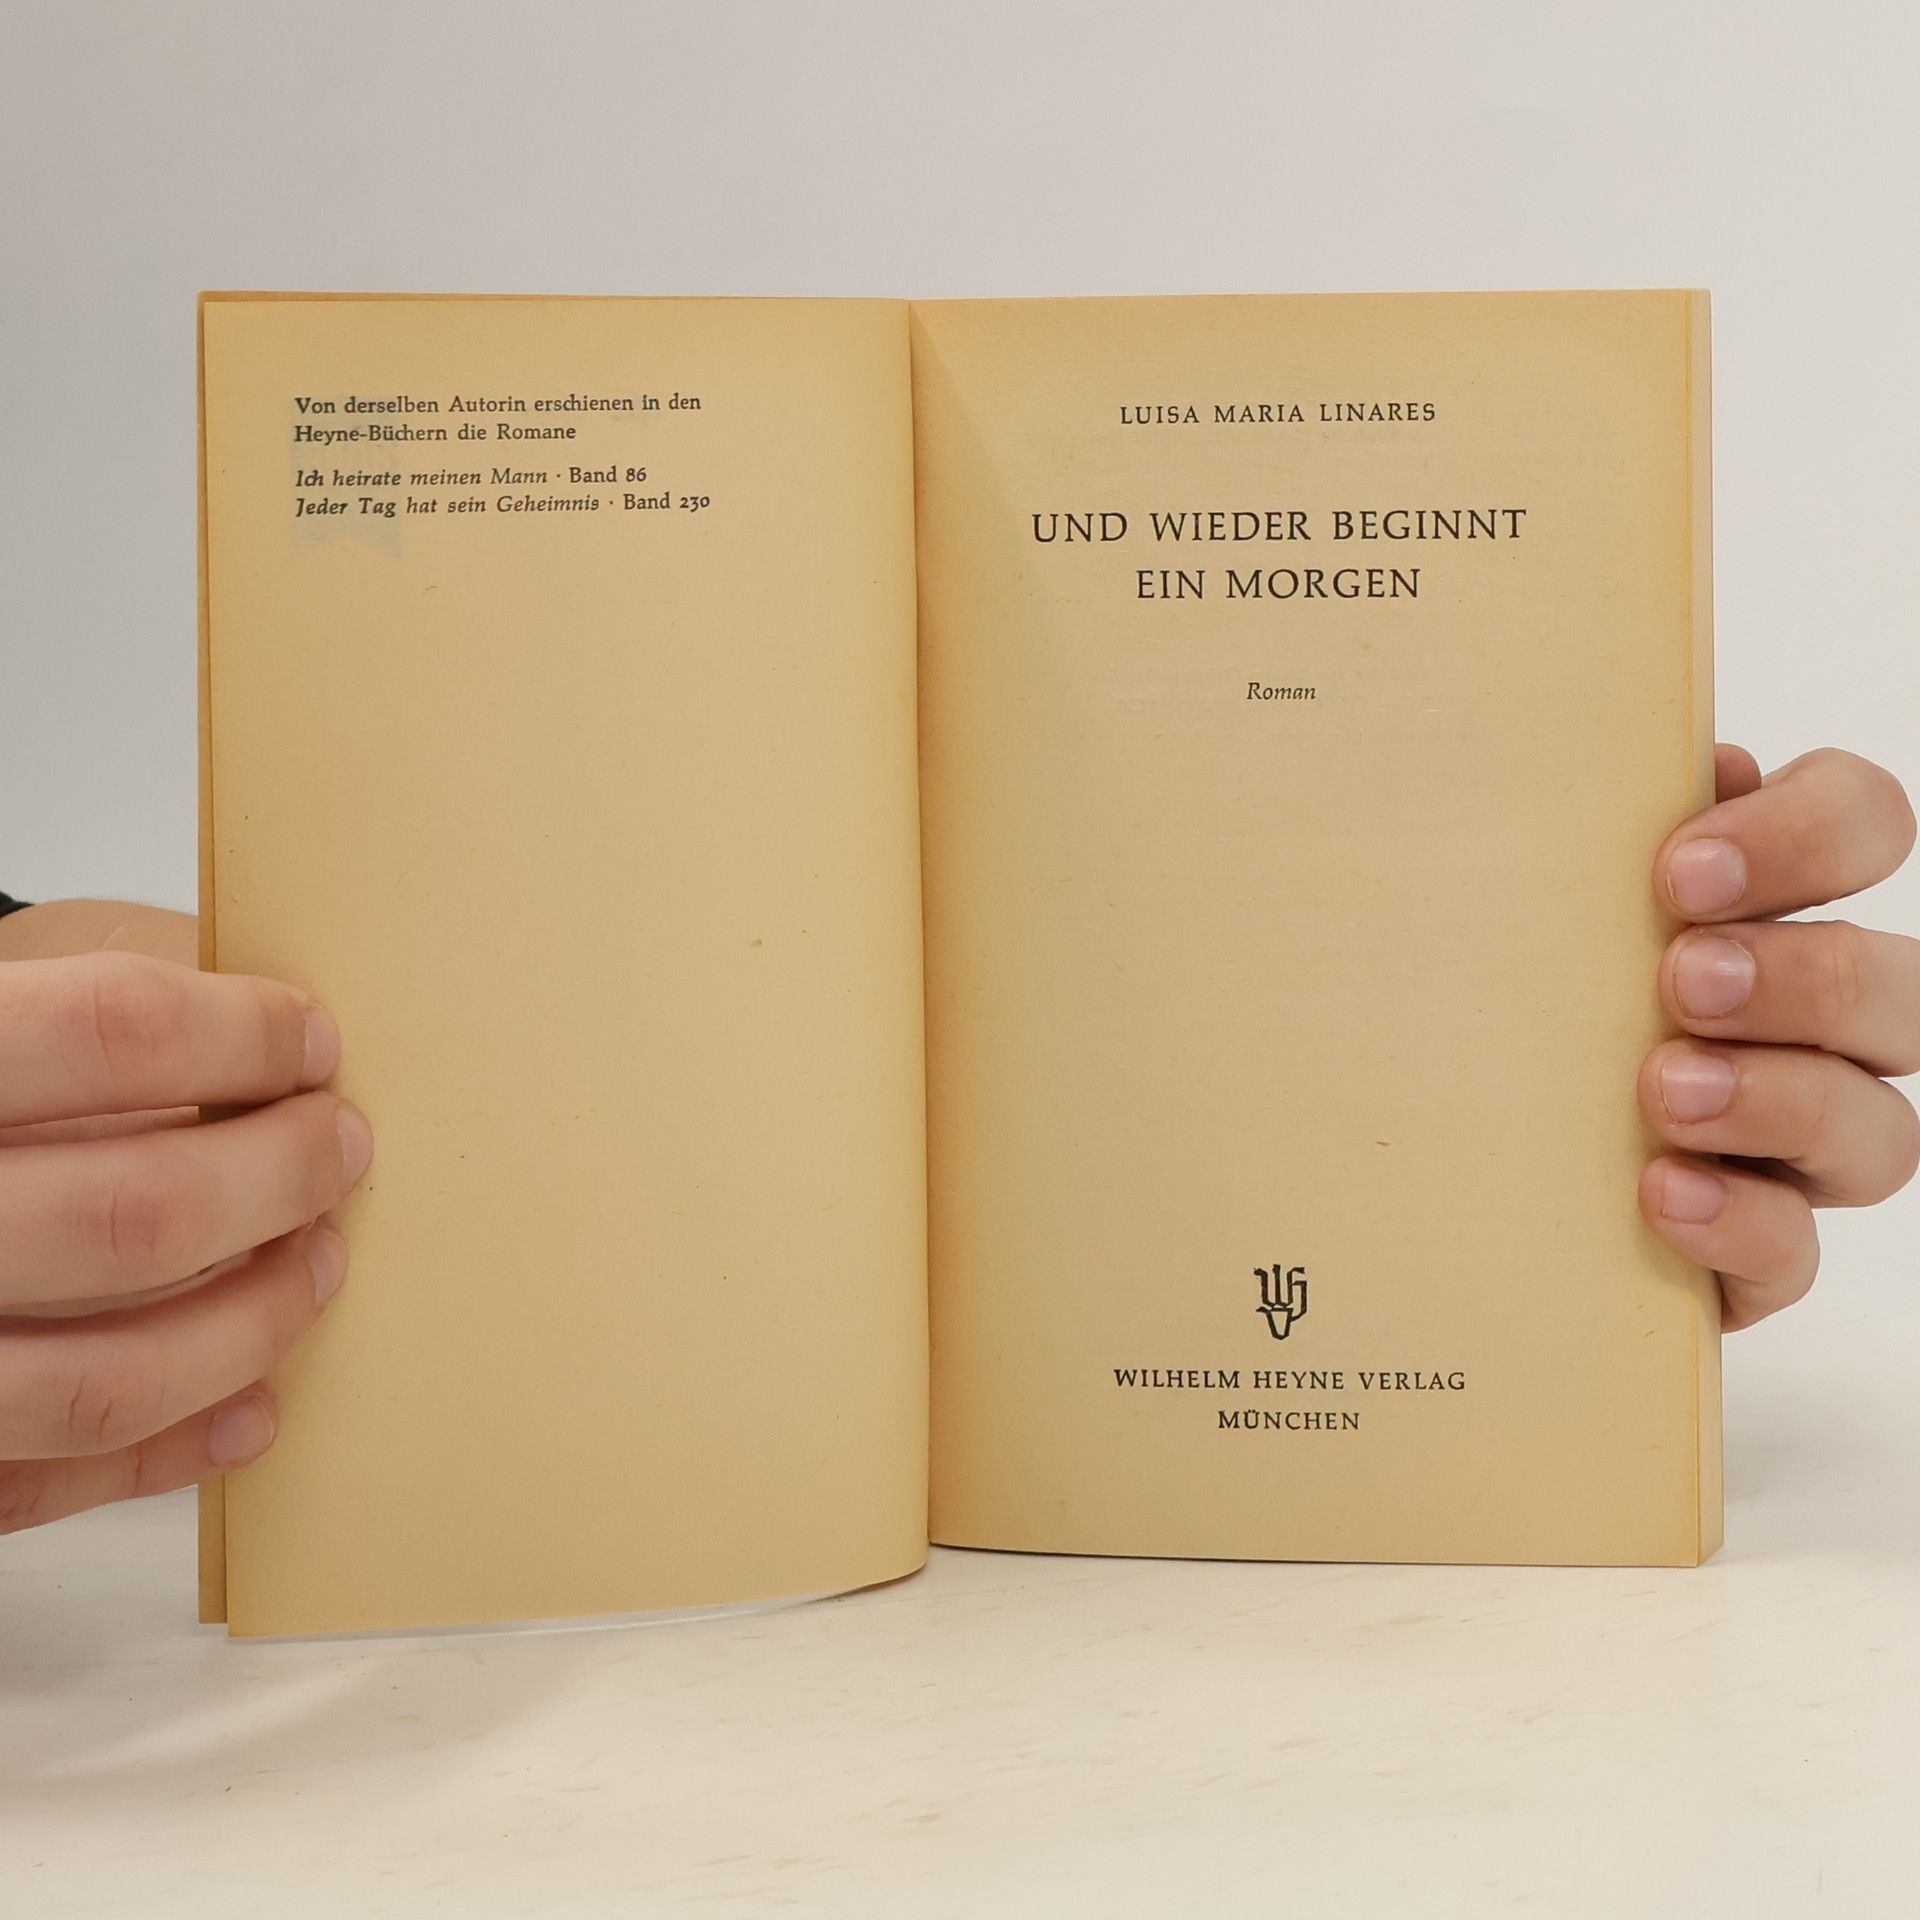 Von derselben Autorin erschienen in den
Heyne-Büchern die Romane
Ich heirate meinen Mann · Band 86
Jeder Tag hat sein Geheimnis · Band 230
LUISA MARIA LINARES
UND WIEDER BEGINNT
EIN MORGEN
Roman
WHV
WILHELM HEYNE VERLAG
MÜNCHEN